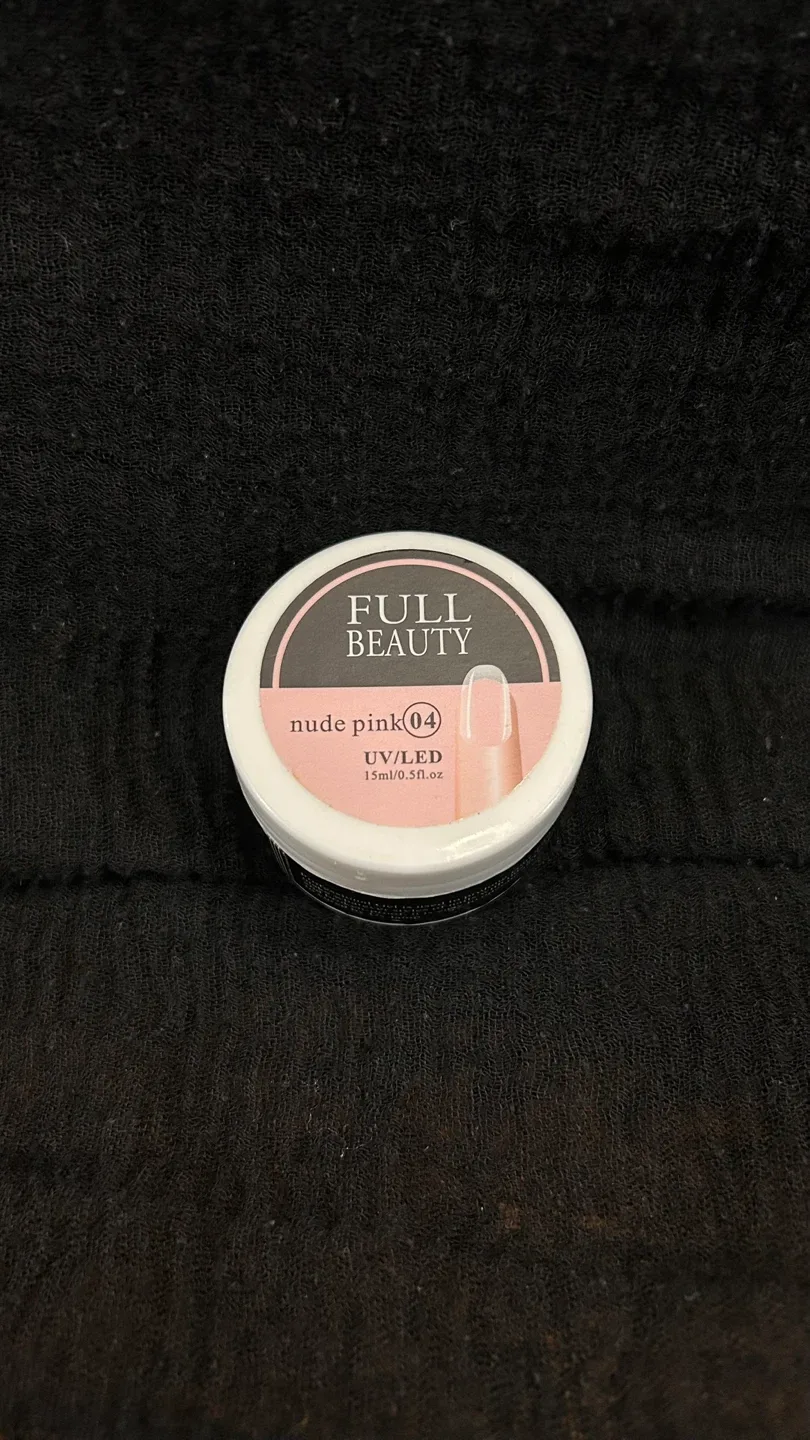 FULL
BEAUTY
nude pink 04
UV/LED
15ml/0.5fl.oz